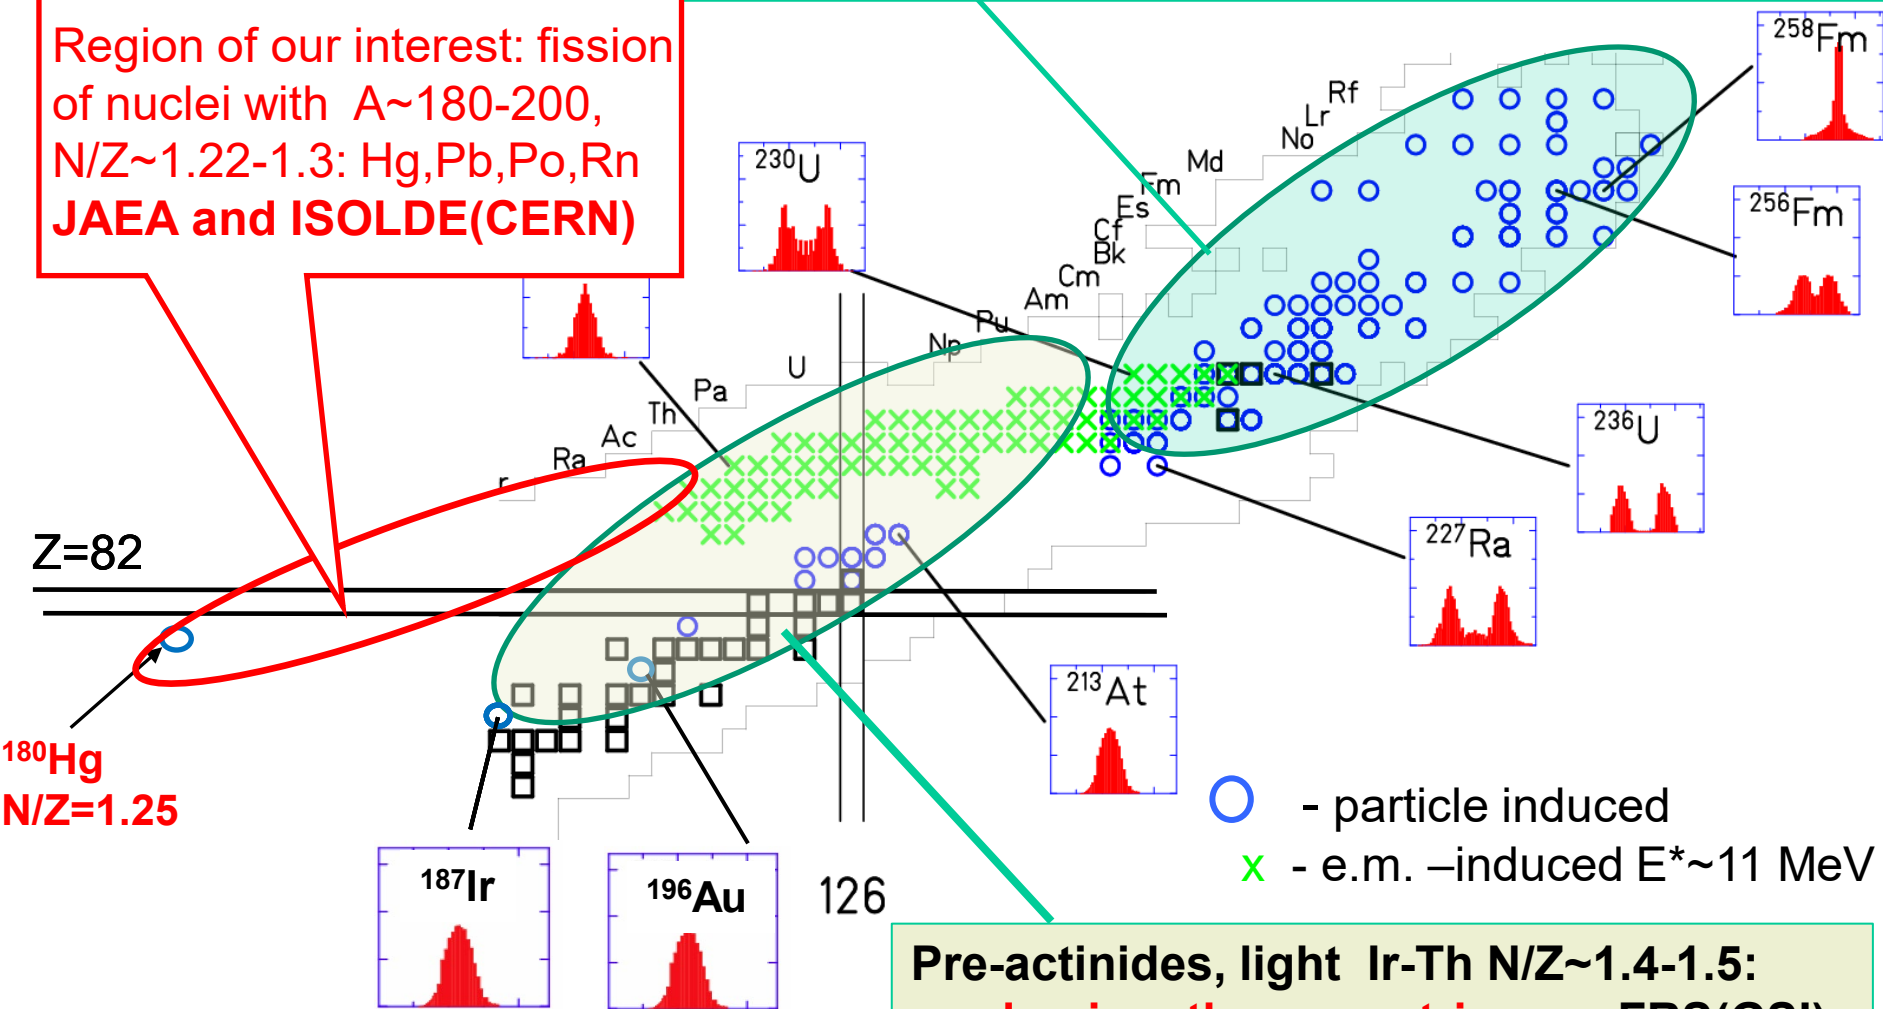 Region of our interest: fission
of nuclei with A~180-200,
N/Z~1.22-1.3: Hg,Pb,Po,Rn
JAEA and ISOLDE(CERN)
258Fm
256Fm
230U
236U
227Ra
213At
Rf
Lr
No
Md
Fm
Es
Cf
Bk
Cm
Am
Pu
Np
U
Pa
Th
Ac
Ra
r
Z=82
180Hg
N/Z=1.25
187Ir
196Au
126
- particle induced
x - e.m. –induced E*~11 MeV
Pre-actinides, light Ir-Th N/Z~1.4-1.5: